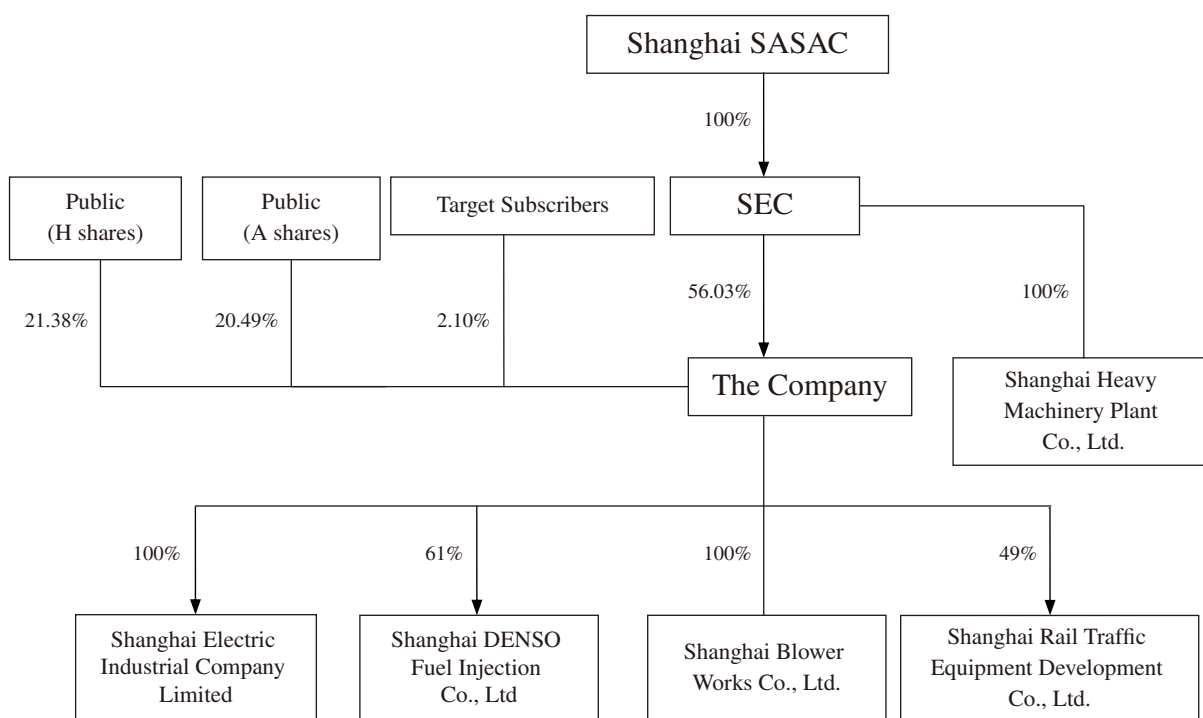 Shanghai SASAC
100%
Public
(H shares)
Public
(A shares)
Target Subscribers
SEC
21.38%
20.49%
2.10%
56.03%
100%
The Company
Shanghai Heavy
Machinery Plant
Co., Ltd.
100%
61%
100%
49%
Shanghai Electric
Industrial Company
Limited
Shanghai DENSO
Fuel Injection
Co., Ltd
Shanghai Blower
Works Co., Ltd.
Shanghai Rail Traffic
Equipment Development
Co., Ltd.